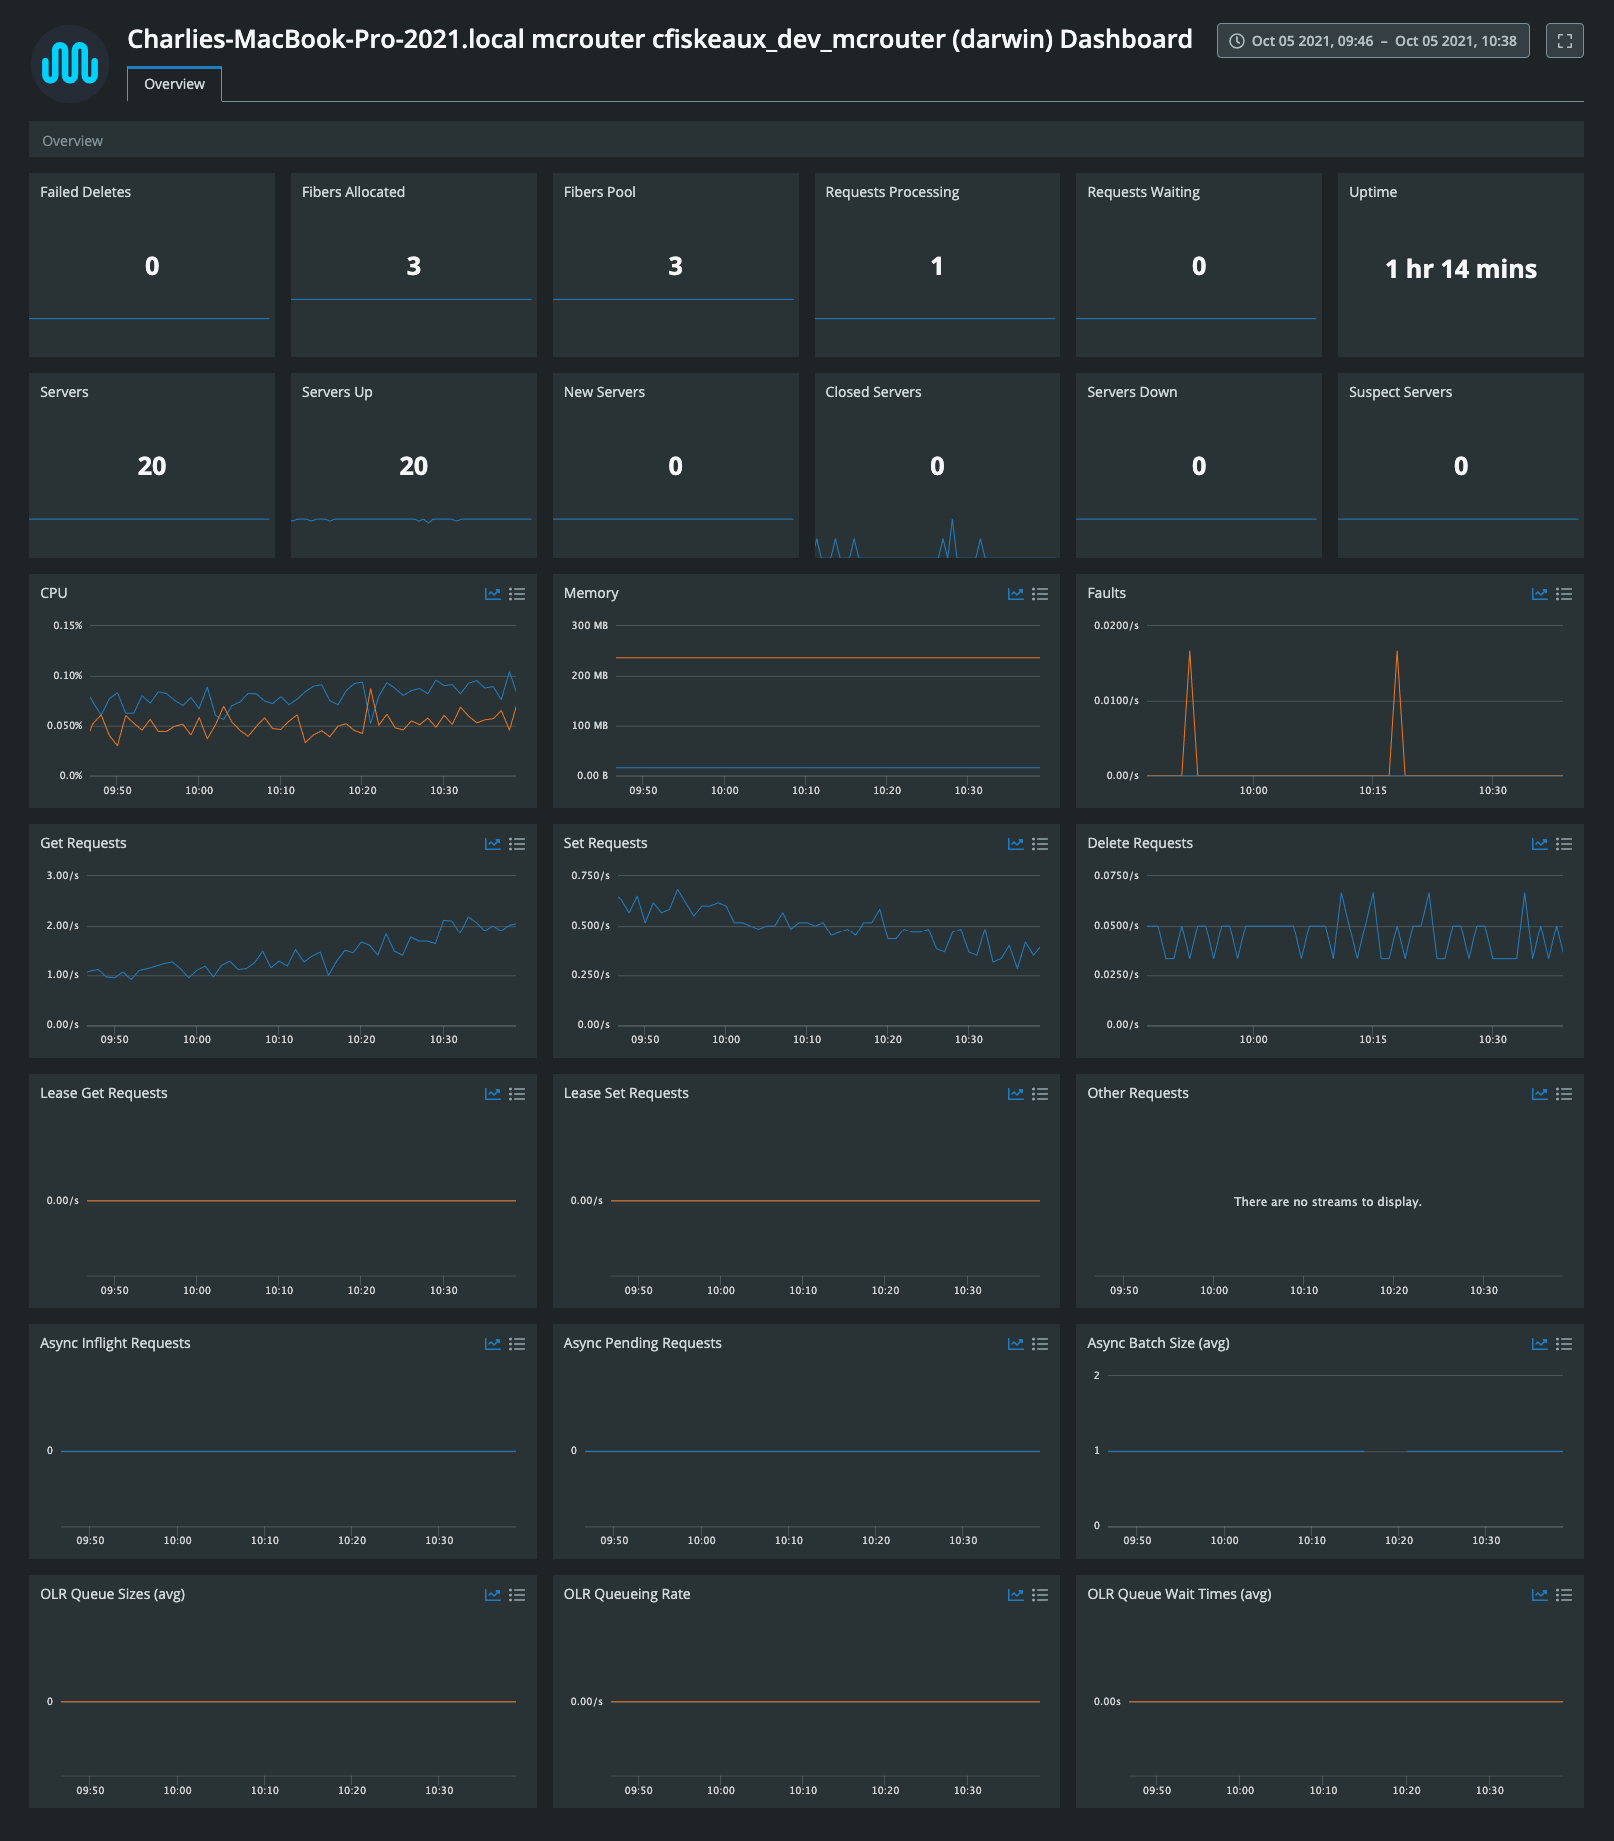 Charlies-MacBook-Pro-2021.local mcrouter cfiskeaux_dev_mcrouter (darwin) Dashboard
Oct 05 2021, 09:46 – Oct 05 2021, 10:38
Overview
Overview
Failed Deletes
0
Fibers Allocated
3
Fibers Pool
3
Requests Processing
1
Requests Waiting
0
Uptime
1 hr 14 mins
Servers
20
Servers Up
20
New Servers
0
Closed Servers
0
Servers Down
0
Suspect Servers
0
CPU
0.15%
0.10%
0.050%
0.0%
09:50 10:00 10:10 10:20 10:30
Memory
300 MB
200 MB
100 MB
0.00 B
09:50 10:00 10:10 10:20 10:30
Faults
0.0200/s
0.0100/s
0.00/s
10:00 10:15 10:30
Get Requests
3.00/s
2.00/s
1.00/s
0.00/s
09:50 10:00 10:10 10:20 10:30
Set Requests
0.750/s
0.500/s
0.250/s
0.00/s
09:50 10:00 10:10 10:20 10:30
Delete Requests
0.0750/s
0.0500/s
0.0250/s
0.00/s
10:00 10:15 10:30
Lease Get Requests
0.00/s
09:50 10:00 10:10 10:20 10:30
Lease Set Requests
0.00/s
09:50 10:00 10:10 10:20 10:30
Other Requests
There are no streams to display.
09:50 10:00 10:10 10:20 10:30
Async Inflight Requests
0
09:50 10:00 10:10 10:20 10:30
Async Pending Requests
0
09:50 10:00 10:10 10:20 10:30
Async Batch Size (avg)
2
1
0
09:50 10:00 10:10 10:20 10:30
OLR Queue Sizes (avg)
0
09:50 10:00 10:10 10:20 10:30
OLR Queueing Rate
0.00/s
09:50 10:00 10:10 10:20 10:30
OLR Queue Wait Times (avg)
0.00s
09:50 10:00 10:10 10:20 10:30